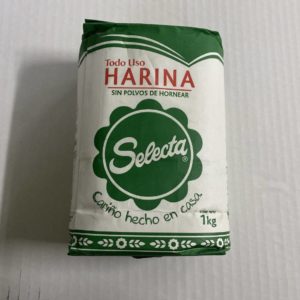 Todo Uso
HARINA
SIN POLVOS DE HORNEAR
Selecta®
Cariño hecho en casa
1kg